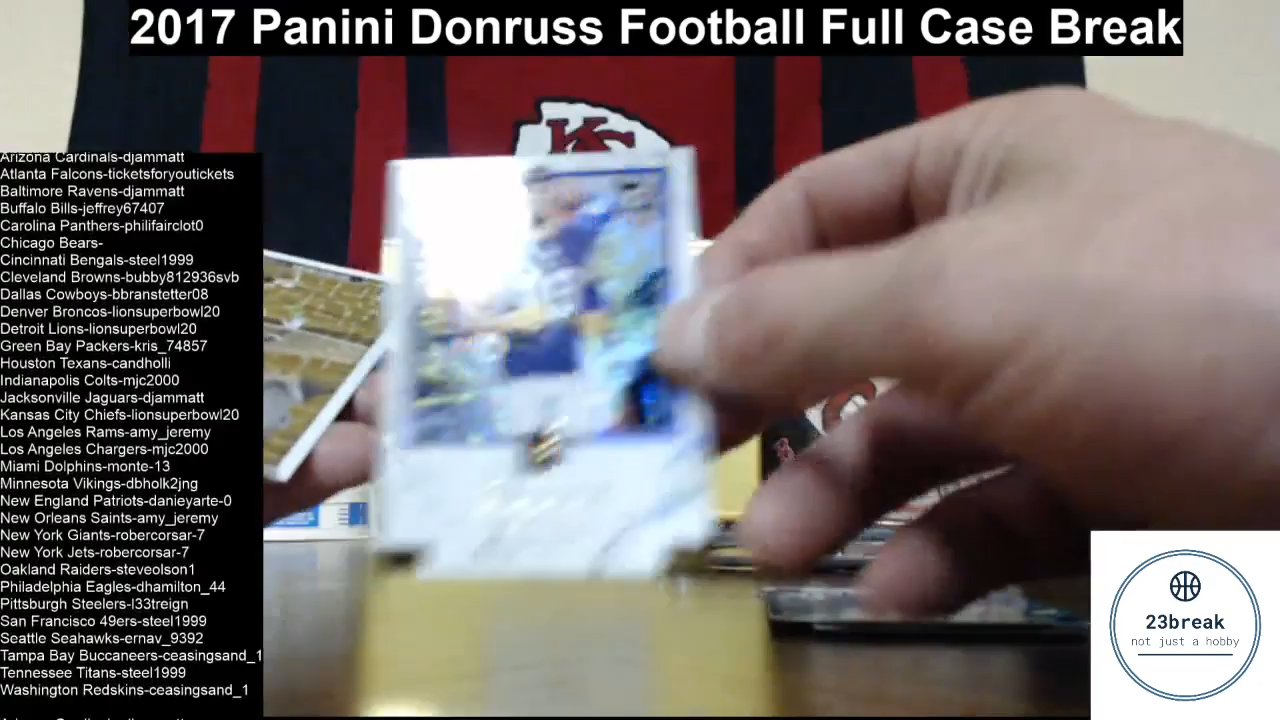 2017 Panini Donruss Football Full Case Break
KC
Arizona Cardinals-djammatt
Atlanta Falcons-ticketsforyoutickets
Baltimore Ravens-djammatt
Buffalo Bills-jeffrey67407
Carolina Panthers-philifairclot0
Chicago Bears-
Cincinnati Bengals-steel1999
Cleveland Browns-bubby812936svb
Dallas Cowboys-bbranstetter08
Denver Broncos-lionsuperbowl20
Detroit Lions-lionsuperbowl20
Green Bay Packers-kris_74857
Houston Texans-candholli
Indianapolis Colts-mjc2000
Jacksonville Jaguars-djammatt
Kansas City Chiefs-lionsuperbowl20
Los Angeles Rams-amy_jeremy
Los Angeles Chargers-mjc2000
Miami Dolphins-monte-13
Minnesota Vikings-dbholk2jng
New England Patriots-danieyarte-0
New Orleans Saints-amy_jeremy
New York Giants-robercorsar-7
New York Jets-robercorsar-7
Oakland Raiders-steveolson1
Philadelphia Eagles-dhamilton_44
Pittsburgh Steelers-l33treign
San Francisco 49ers-steel1999
Seattle Seahawks-ernav_9392
Tampa Bay Buccaneers-ceasingsand_1
Tennessee Titans-steel1999
Washington Redskins-ceasingsand_1
23break
not just a hobby